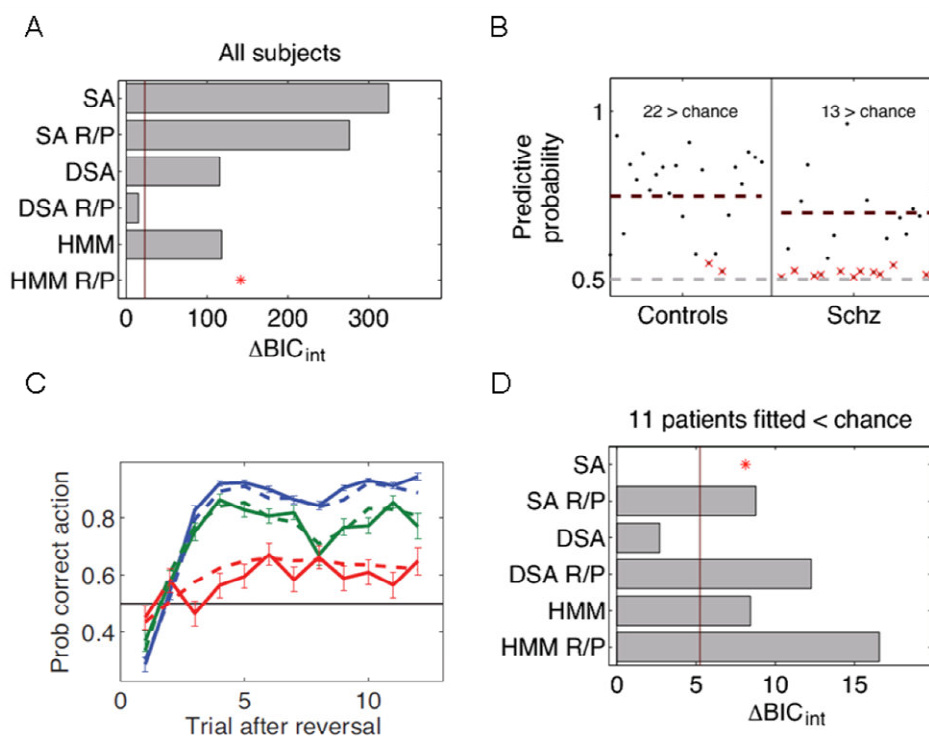 A
All subjects
SA
SA R/P
DSA
DSA R/P
HMM
HMM R/P
0 100 200 300
ΔBICint
B
1
0.5
Predictive
probability
22 > chance
13 > chance
Controls
Schz
C
Prob correct action
0.8
0.6
0.4
0 5 10
Trial after reversal
D
11 patients fitted < chance
SA
SA R/P
DSA
DSA R/P
HMM
HMM R/P
0 5 10 15
ΔBICint